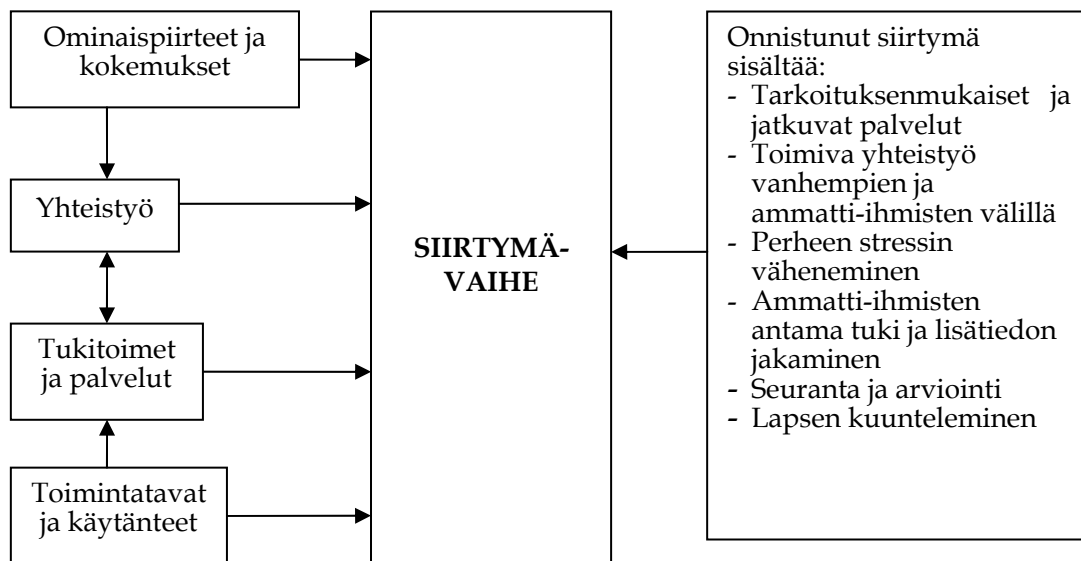 Ominaispiirteet ja
kokemukset
Yhteistyö
Tukitoimet
ja palvelut
Toimintatavat
ja käytänteet
SIIRTYMÄ-
VAIHE
Onnistunut siirtymä
sisältää:
- Tarkoituksenmukaiset ja
jatkuvat palvelut
- Toimiva yhteistyö
vanhempien ja
ammatti-ihmisten välillä
- Perheen stressin
väheneminen
- Ammatti-ihmisten
antama tuki ja lisätiedon
jakaminen
- Seuranta ja arviointi
- Lapsen kuunteleminen